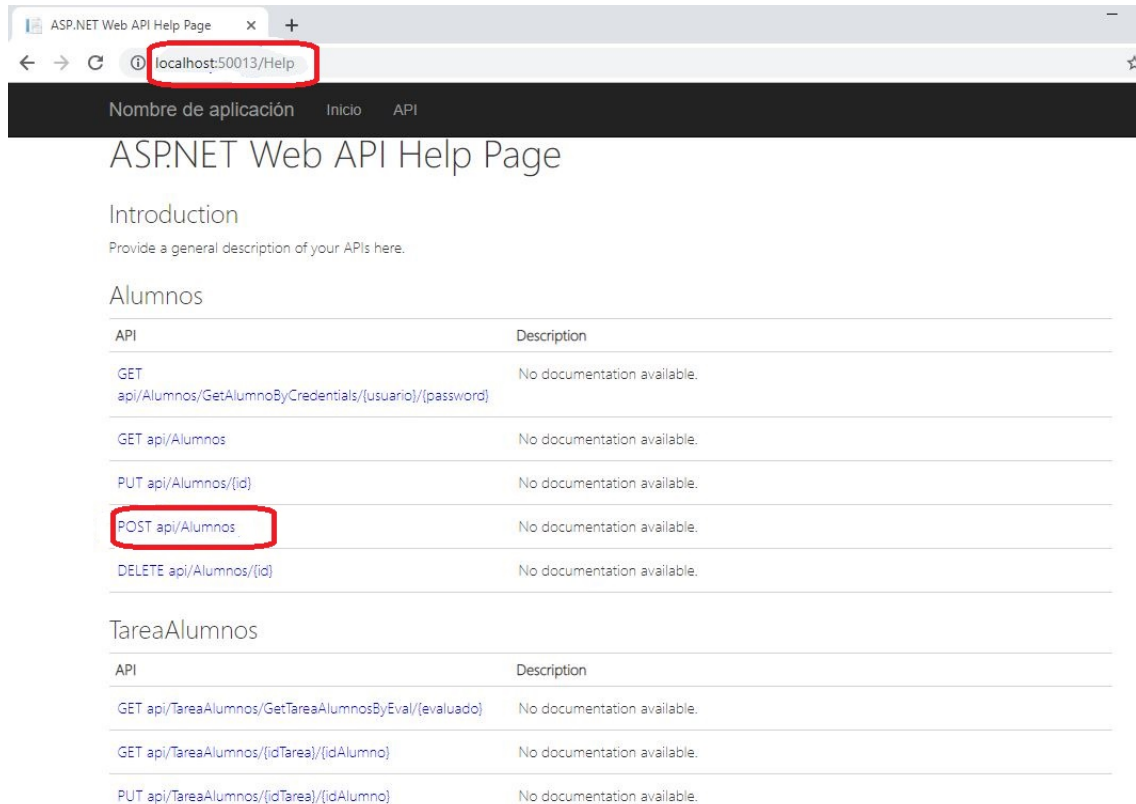 ASP.NET Web API Help Page
localhost:50013/Help
Nombre de aplicación Inicio API
ASP.NET Web API Help Page
Introduction
Provide a general description of your APIs here.
Alumnos
API Description
GET No documentation available.
api/Alumnos/GetAlumnoByCredentials/{usuario}/{password}
GET api/Alumnos No documentation available.
PUT api/Alumnos/{id} No documentation available.
POST api/Alumnos No documentation available.
DELETE api/Alumnos/{id} No documentation available.
TareaAlumnos
API Description
GET api/TareaAlumnos/GetTareaAlumnosByEval/{evaluado} No documentation available.
GET api/TareaAlumnos/{idTarea}/{idAlumno} No documentation available.
PUT api/TareaAlumnos/{idTarea}/{idAlumno} No documentation available.